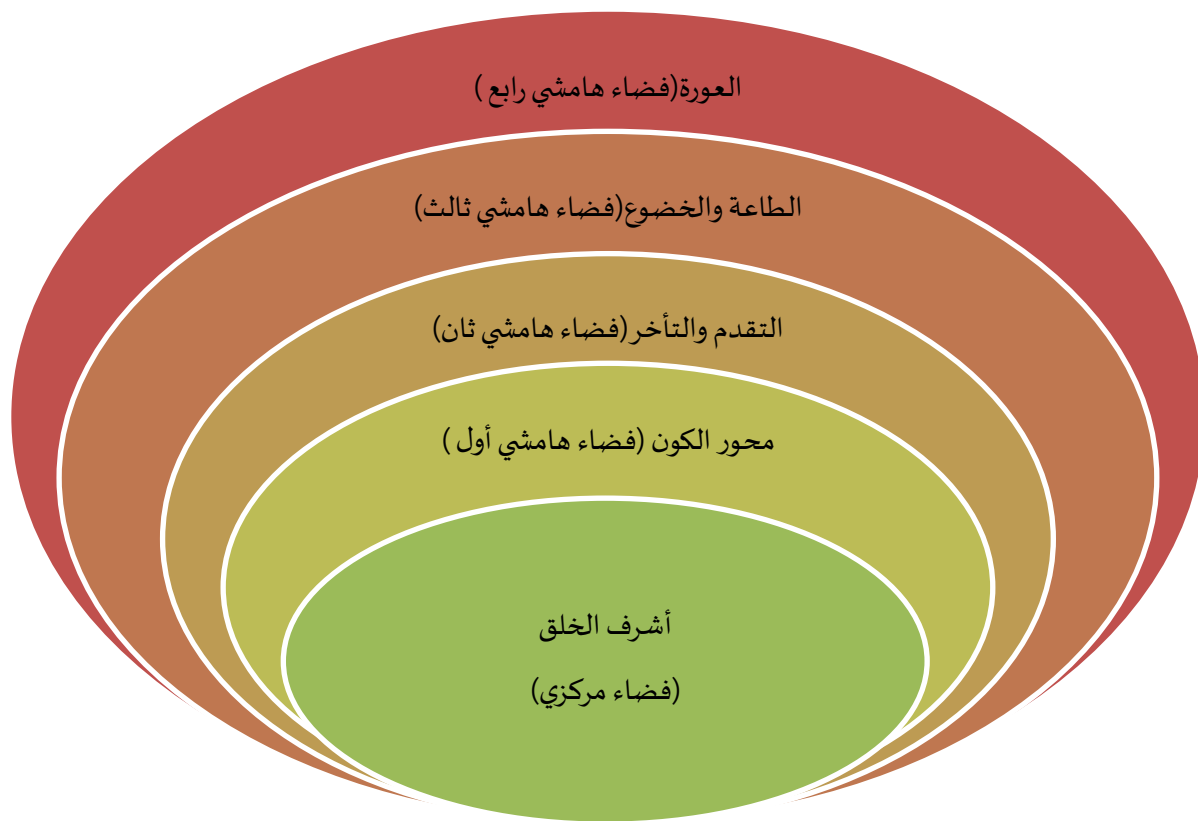 العورة(فضاء هامشي رابع )
الطاعة والخضوع(فضاء هامشي ثالث)
التقدم والتأخر (فضاء هامشي ثان)
محور الكون (فضاء هامشي أول )
أشرف الخلق
(فضاء مركزي)